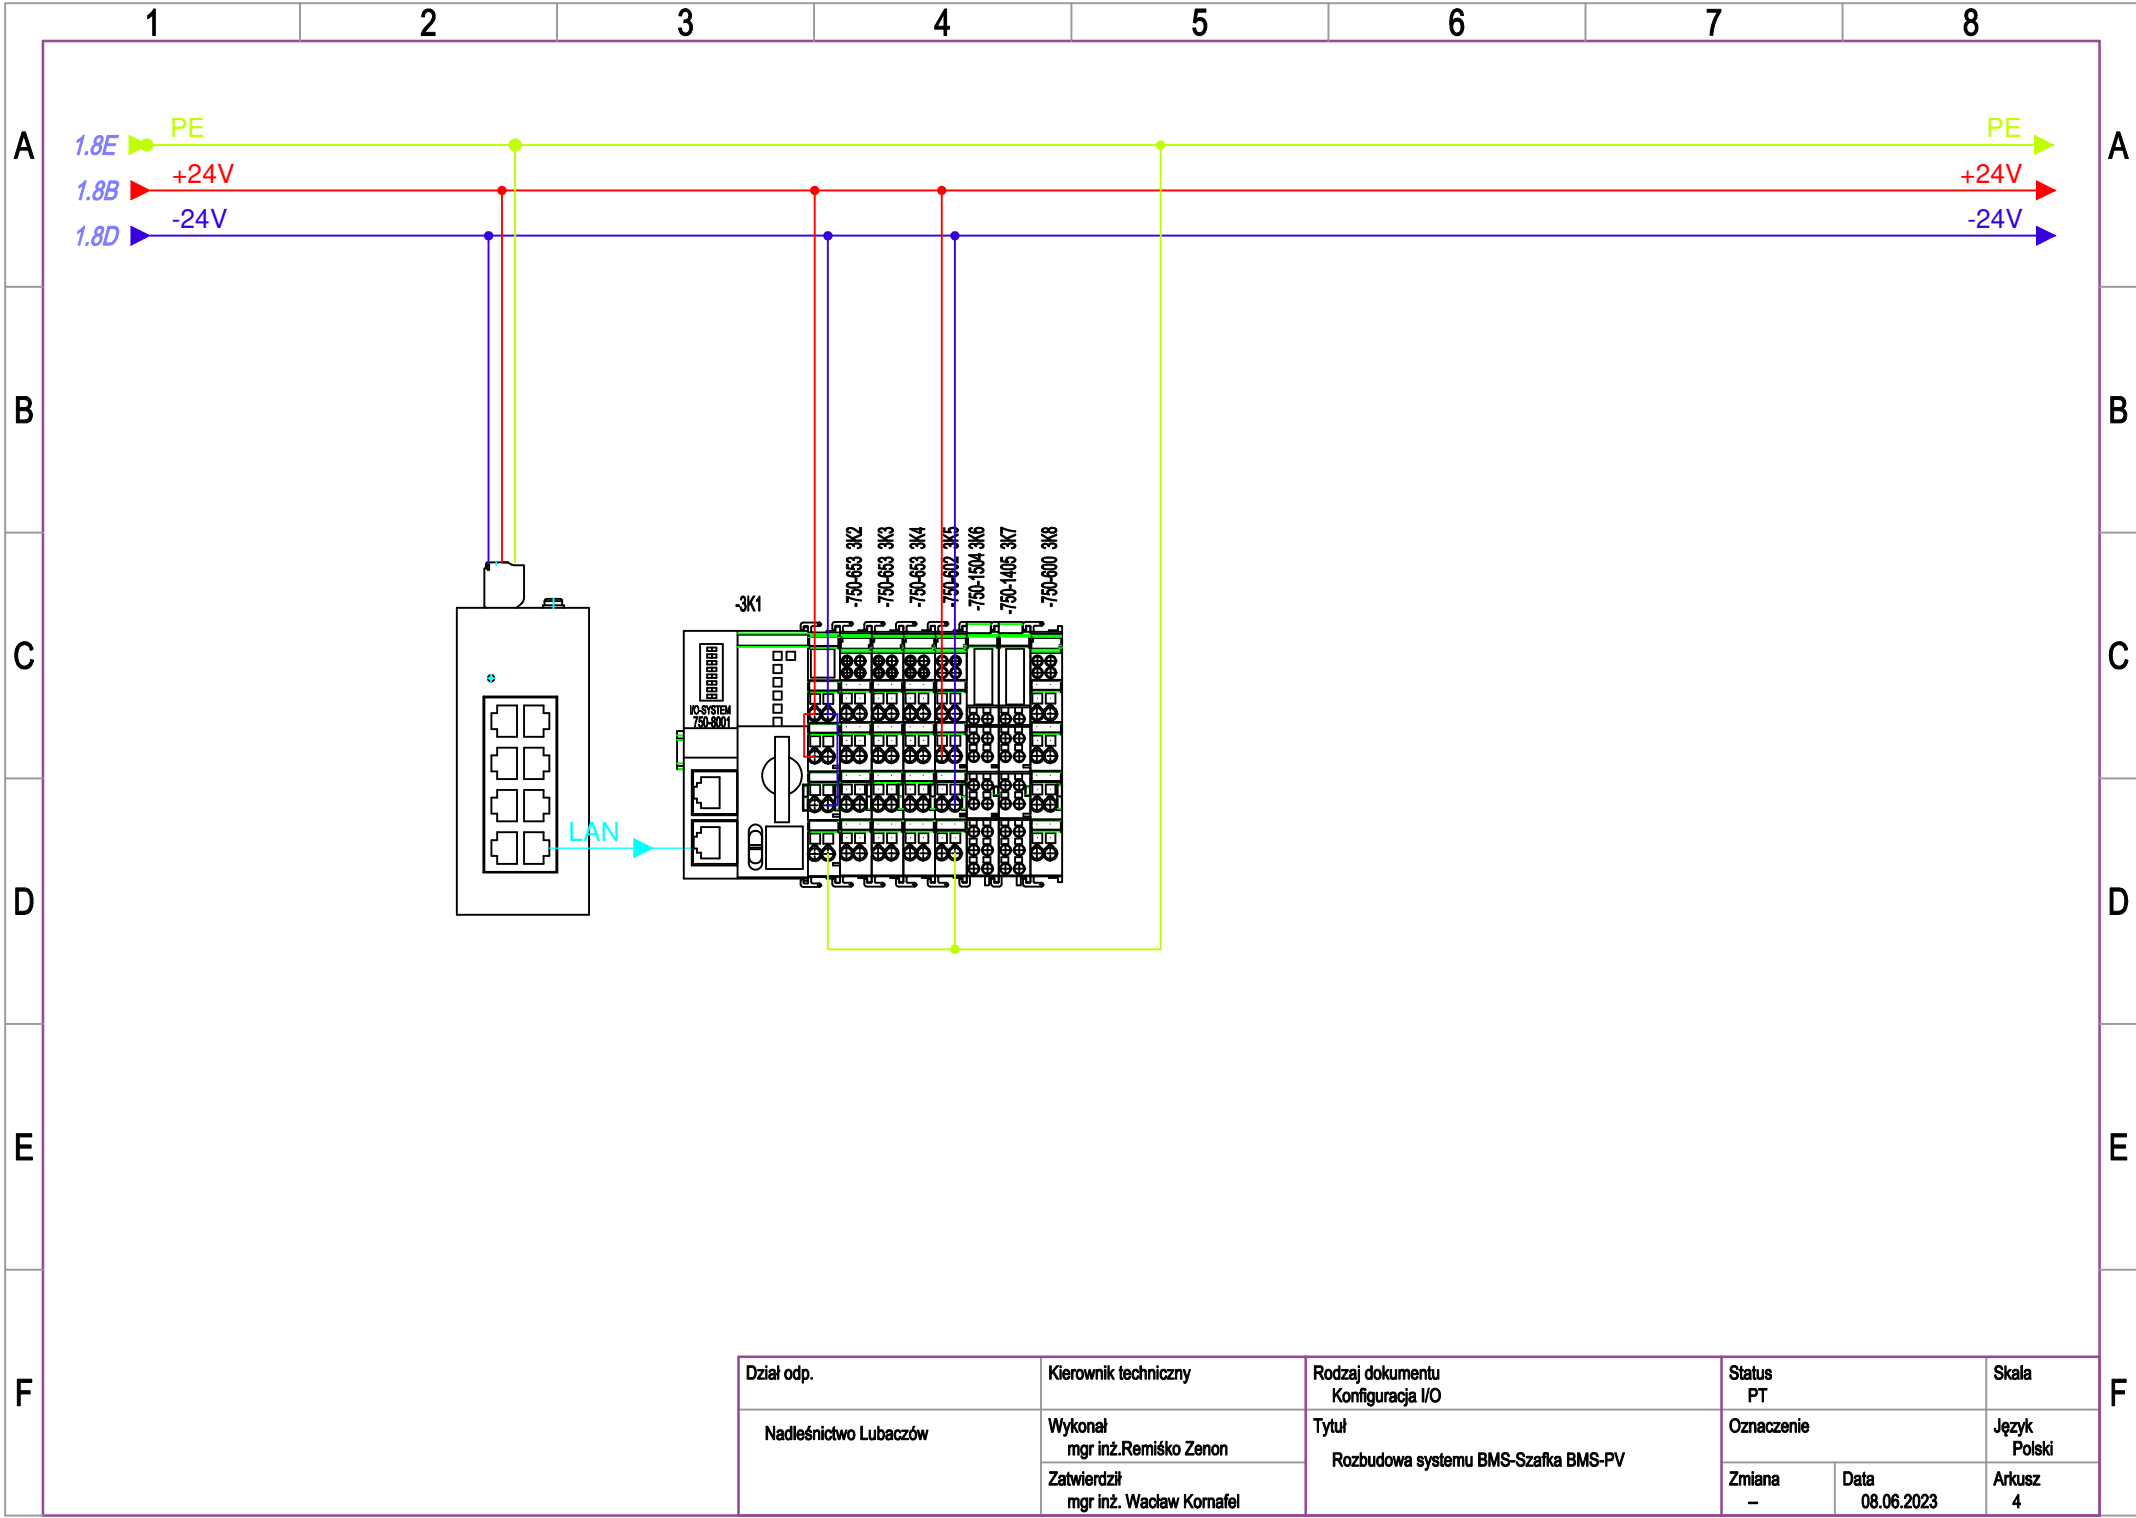 1 2 3 4 5 6 7 8
A A
1.8E PE PE
1.8B +24V +24V
1.8D -24V -24V
B B
-750-653 3K2
-750-653 3K3
-750-653 3K4
-750-602 3K5
-750-1504 3K6
-750-1405 3K7
-750-600 3K8
-3K1
C C
I/O-SYSTEM
750-8001
LAN
D D
E E
F F
Dział odp.
Nadleśnictwo Lubaczów
Kierownik techniczny
Wykonał
mgr inż.Remiśko Zenon
Zatwierdził
mgr inż. Wacław Kornafel
Rodzaj dokumentu
Konfiguracja I/O
Tytuł
Rozbudowa systemu BMS-Szafka BMS-PV
Status
PT
Skala
Oznaczenie
Język
Polski
Zmiana
–
Data
08.06.2023
Arkusz
4